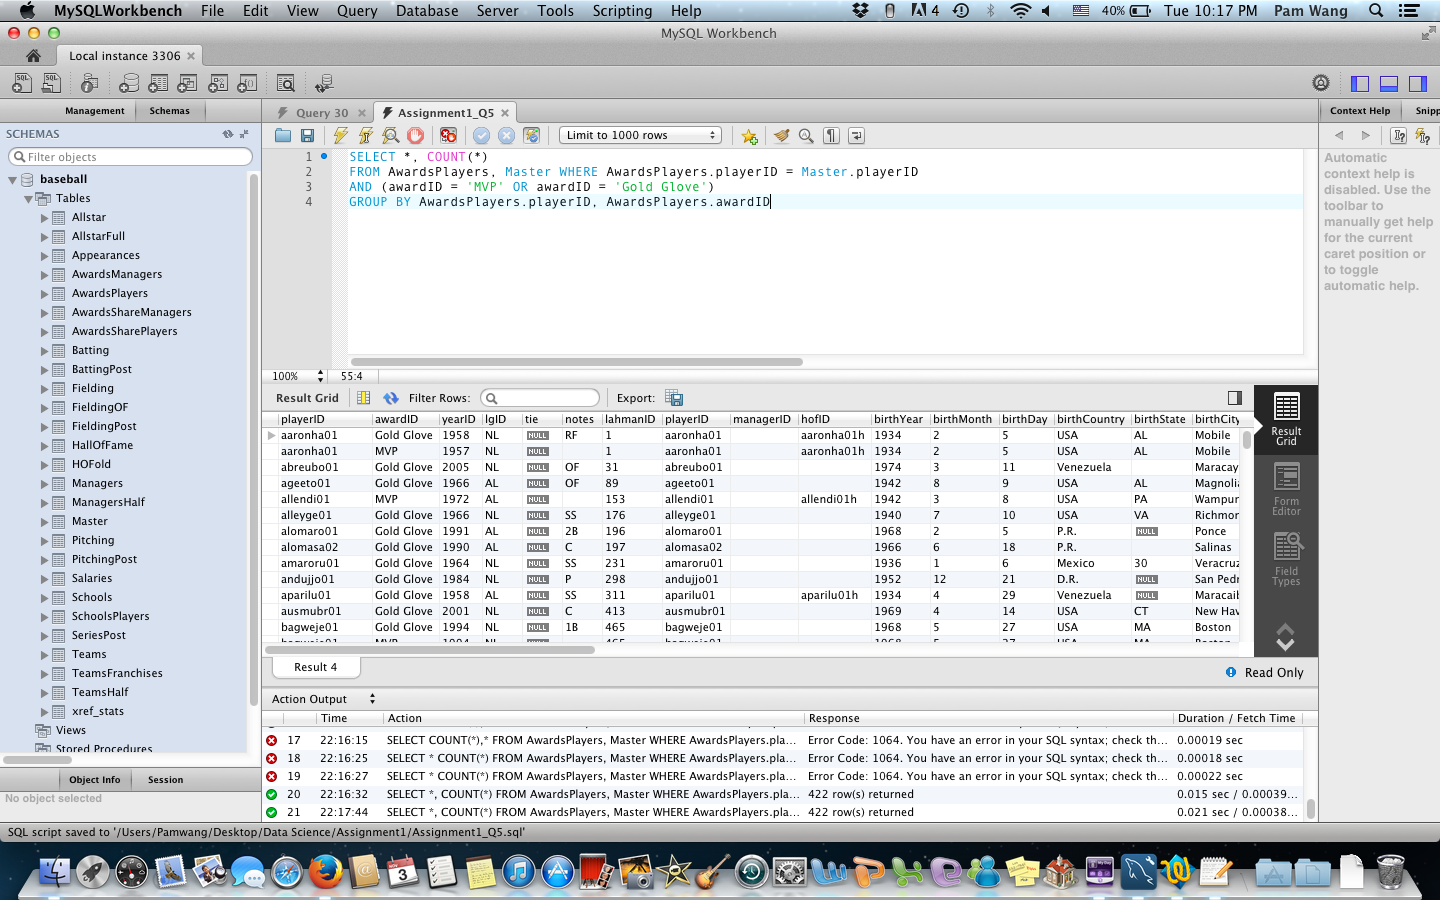 MySQLWorkbench File Edit View Query Database Server Tools Scripting Help 4 40% Tue 10:17 PM Pam Wang
MySQL Workbench
Local instance 3306
Management Schemas
Query 30 Assignment1_Q5
Context Help Snipp
SCHEMAS
Filter objects
Limit to 1000 rows
baseball
Tables
Allstar
AllstarFull
Appearances
AwardsManagers
AwardsPlayers
AwardsShareManagers
AwardsSharePlayers
Batting
BattingPost
Fielding
FieldingOF
FieldingPost
HallOfFame
HOFold
Managers
ManagersHalf
Master
Pitching
PitchingPost
Salaries
Schools
SchoolsPlayers
SeriesPost
Teams
TeamsFranchises
TeamsHalf
xref_stats
Views
Stored Procedures
Object Info Session
No object selected
1 SELECT *, COUNT(*)
2 FROM AwardsPlayers, Master WHERE AwardsPlayers.playerID = Master.playerID
3 AND (awardID = 'MVP' OR awardID = 'Gold Glove')
4 GROUP BY AwardsPlayers.playerID, AwardsPlayers.awardID
Automatic
context help is
disabled. Use the
toolbar to
manually get help
for the current
caret position or
to toggle
automatic help.
100% 55:4
Result Grid Filter Rows: Export:
playerID awardID yearID lgID tie notes lahmanID playerID managerID hofID birthYear birthMonth birthDay birthCountry birthState birthCity
aaronha01 Gold Glove 1958 NL NULL RF 1 aaronha01 aaronha01h 1934 2 5 USA AL Mobile
aaronha01 MVP 1957 NL NULL 1 aaronha01 aaronha01h 1934 2 5 USA AL Mobile
abreubo01 Gold Glove 2005 NL NULL OF 31 abreubo01 1974 3 11 Venezuela Maracay
ageeto01 Gold Glove 1966 AL NULL OF 89 ageeto01 1942 8 9 USA AL Magnoli
allendi01 MVP 1972 AL NULL 153 allendi01 allendi01h 1942 3 8 USA PA Wampur
alleyge01 Gold Glove 1966 NL NULL SS 176 alleyge01 1940 7 10 USA VA Richmor
alomaro01 Gold Glove 1991 AL NULL 2B 196 alomaro01 1968 2 5 P.R. NULL Ponce
alomasa02 Gold Glove 1990 AL NULL C 197 alomasa02 1966 6 18 P.R. Salinas
amaroru01 Gold Glove 1964 NL NULL SS 231 amaroru01 1936 1 6 Mexico 30 Veracruz
andujjo01 Gold Glove 1984 NL NULL P 298 andujjo01 1952 12 21 D.R. NULL San Pedr
aparilu01 Gold Glove 1958 AL NULL SS 311 aparilu01 aparilu01h 1934 4 29 Venezuela NULL Maracail
ausmubr01 Gold Glove 2001 NL NULL C 413 ausmubr01 1969 4 14 USA CT New Hav
bagweje01 Gold Glove 1994 NL NULL 1B 465 bagweje01 1968 5 27 USA MA Boston
bagweje01 MVP 1994 NL NULL 465 bagweje01 1968 5 27 USA MA Boston
Result
Grid
Form
Editor
Field
Types
Result 4 Read Only
Action Output
Time Action Response Duration / Fetch Time
17 22:16:15 SELECT COUNT(*),* FROM AwardsPlayers, Master WHERE AwardsPlayers.pla... Error Code: 1064. You have an error in your SQL syntax; check th... 0.00019 sec
18 22:16:25 SELECT * COUNT(*) FROM AwardsPlayers, Master WHERE AwardsPlayers.pla... Error Code: 1064. You have an error in your SQL syntax; check th... 0.00018 sec
19 22:16:27 SELECT * COUNT(*) FROM AwardsPlayers, Master WHERE AwardsPlayers.pla... Error Code: 1064. You have an error in your SQL syntax; check th... 0.00022 sec
20 22:16:32 SELECT *, COUNT(*) FROM AwardsPlayers, Master WHERE AwardsPlayers.pla... 422 row(s) returned 0.015 sec / 0.00039...
21 22:17:44 SELECT *, COUNT(*) FROM AwardsPlayers, Master WHERE AwardsPlayers.pla... 422 row(s) returned 0.021 sec / 0.00038...
SQL script saved to '/Users/Pamwang/Desktop/Data Science/Assignment1/Assignment1_Q5.sql'
NOV
3